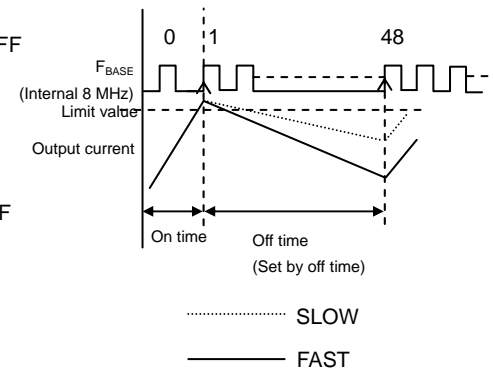 FF
0 1 48
FBASE
(Internal 8 MHz)
Limit value
Output current
F
On time
Off time
(Set by off time)
SLOW
FAST